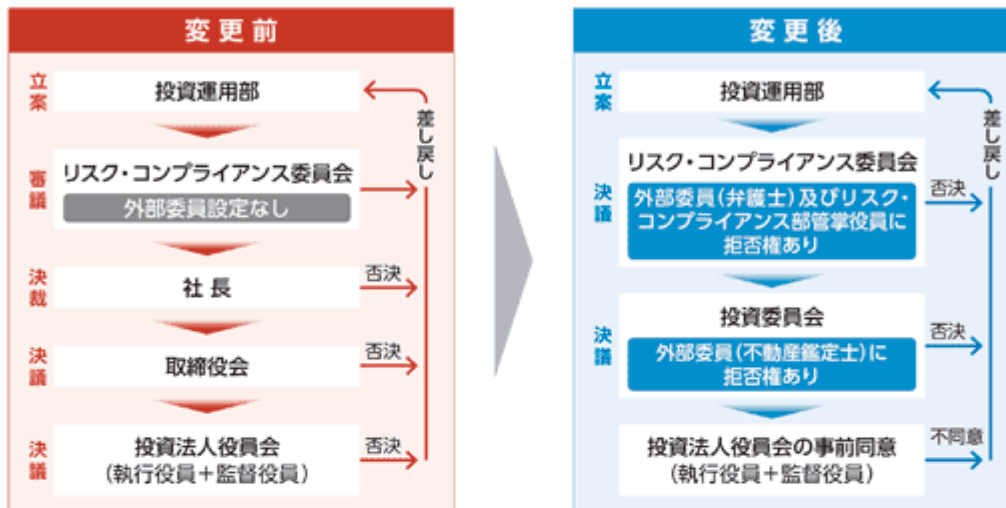 変更前
立案
投資運用部
差し戻し
審議
リスク・コンプライアンス委員会
外部委員設定なし
決裁
社長
否決
決議
取締役会
否決
決議
投資法人役員会
(執行役員＋監督役員)
否決
変更後
立案
投資運用部
差し戻し
決議
リスク・コンプライアンス委員会
外部委員(弁護士)及びリスク・
コンプライアンス部管掌役員に
拒否権あり
否決
決議
投資委員会
外部委員(不動産鑑定士)に
拒否権あり
否決
投資法人役員会の事前同意
(執行役員＋監督役員)
不同意